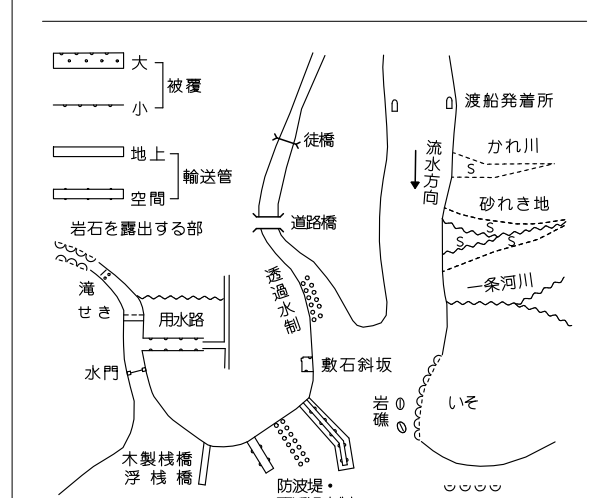 大
被覆
小
地上
輸送管
空間
岩石を露出する部
滝
せき
用水路
水門
木製桟橋
浮桟橋
徒橋
道路橋
透過水制
敷石斜坂
防波堤・
流水方向
渡船発着所
かれ川
S
砂れき地
S
S
S
一条河川
岩礁
いそ